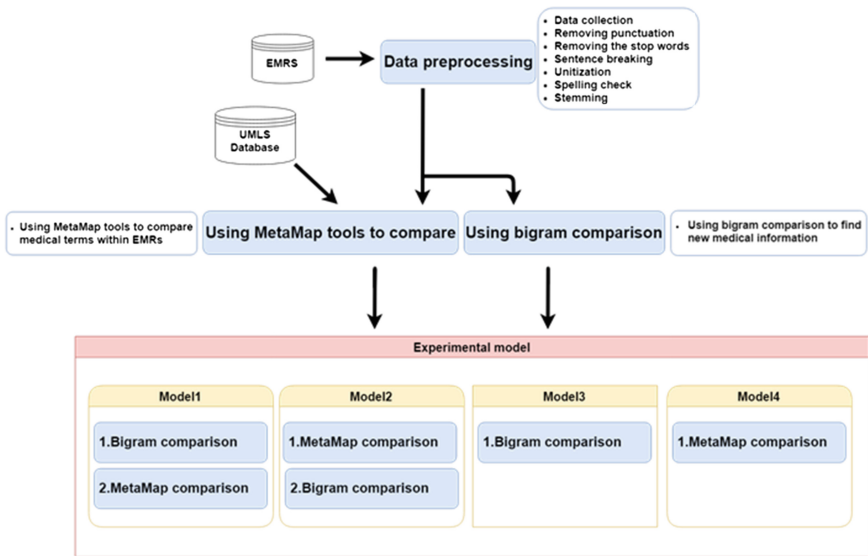 EMRS
Data preprocessing
• Data collection
• Removing punctuation
• Removing the stop words
• Sentence breaking
• Unitization
• Spelling check
• Stemming
UMLS
Database
• Using MetaMap tools to compare
medical terms within EMRs
Using MetaMap tools to compare
Using bigram comparison
• Using bigram comparison to find
new medical information
Experimental model
Model1
1.Bigram comparison
2.MetaMap comparison
Model2
1.MetaMap comparison
2.Bigram comparison
Model3
1.Bigram comparison
Model4
1.MetaMap comparison